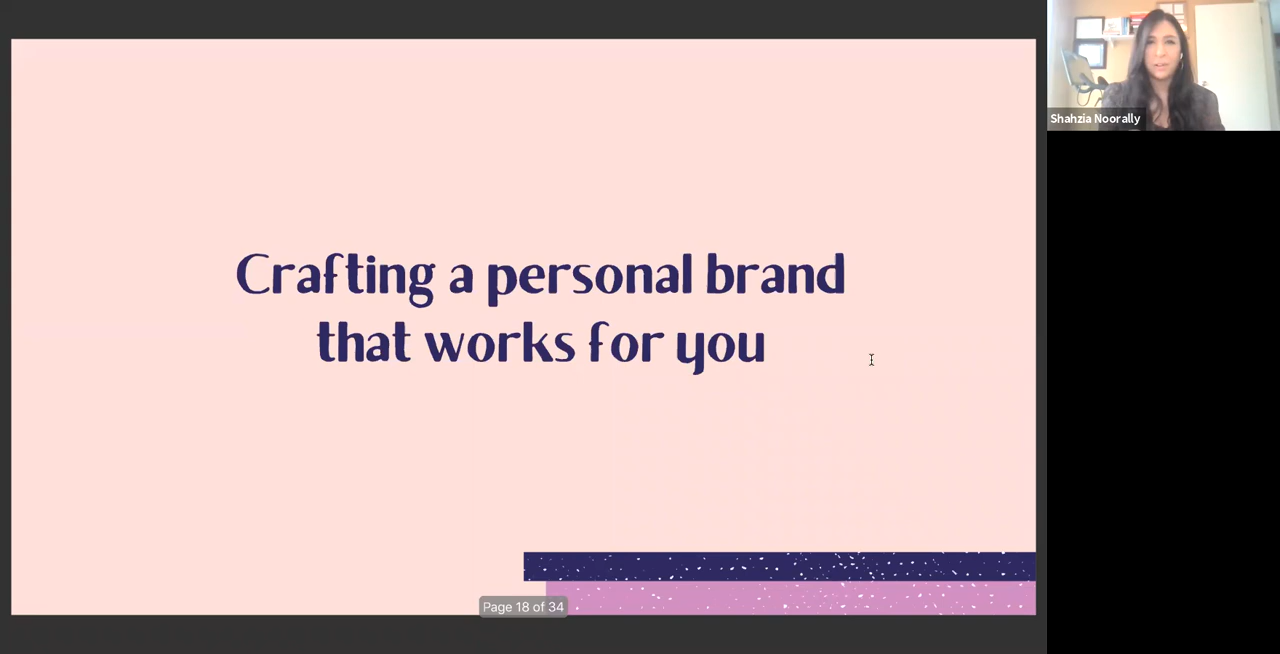 Crafting a personal brand
that works for you
Page 18 of 34
Shahzia Noorally